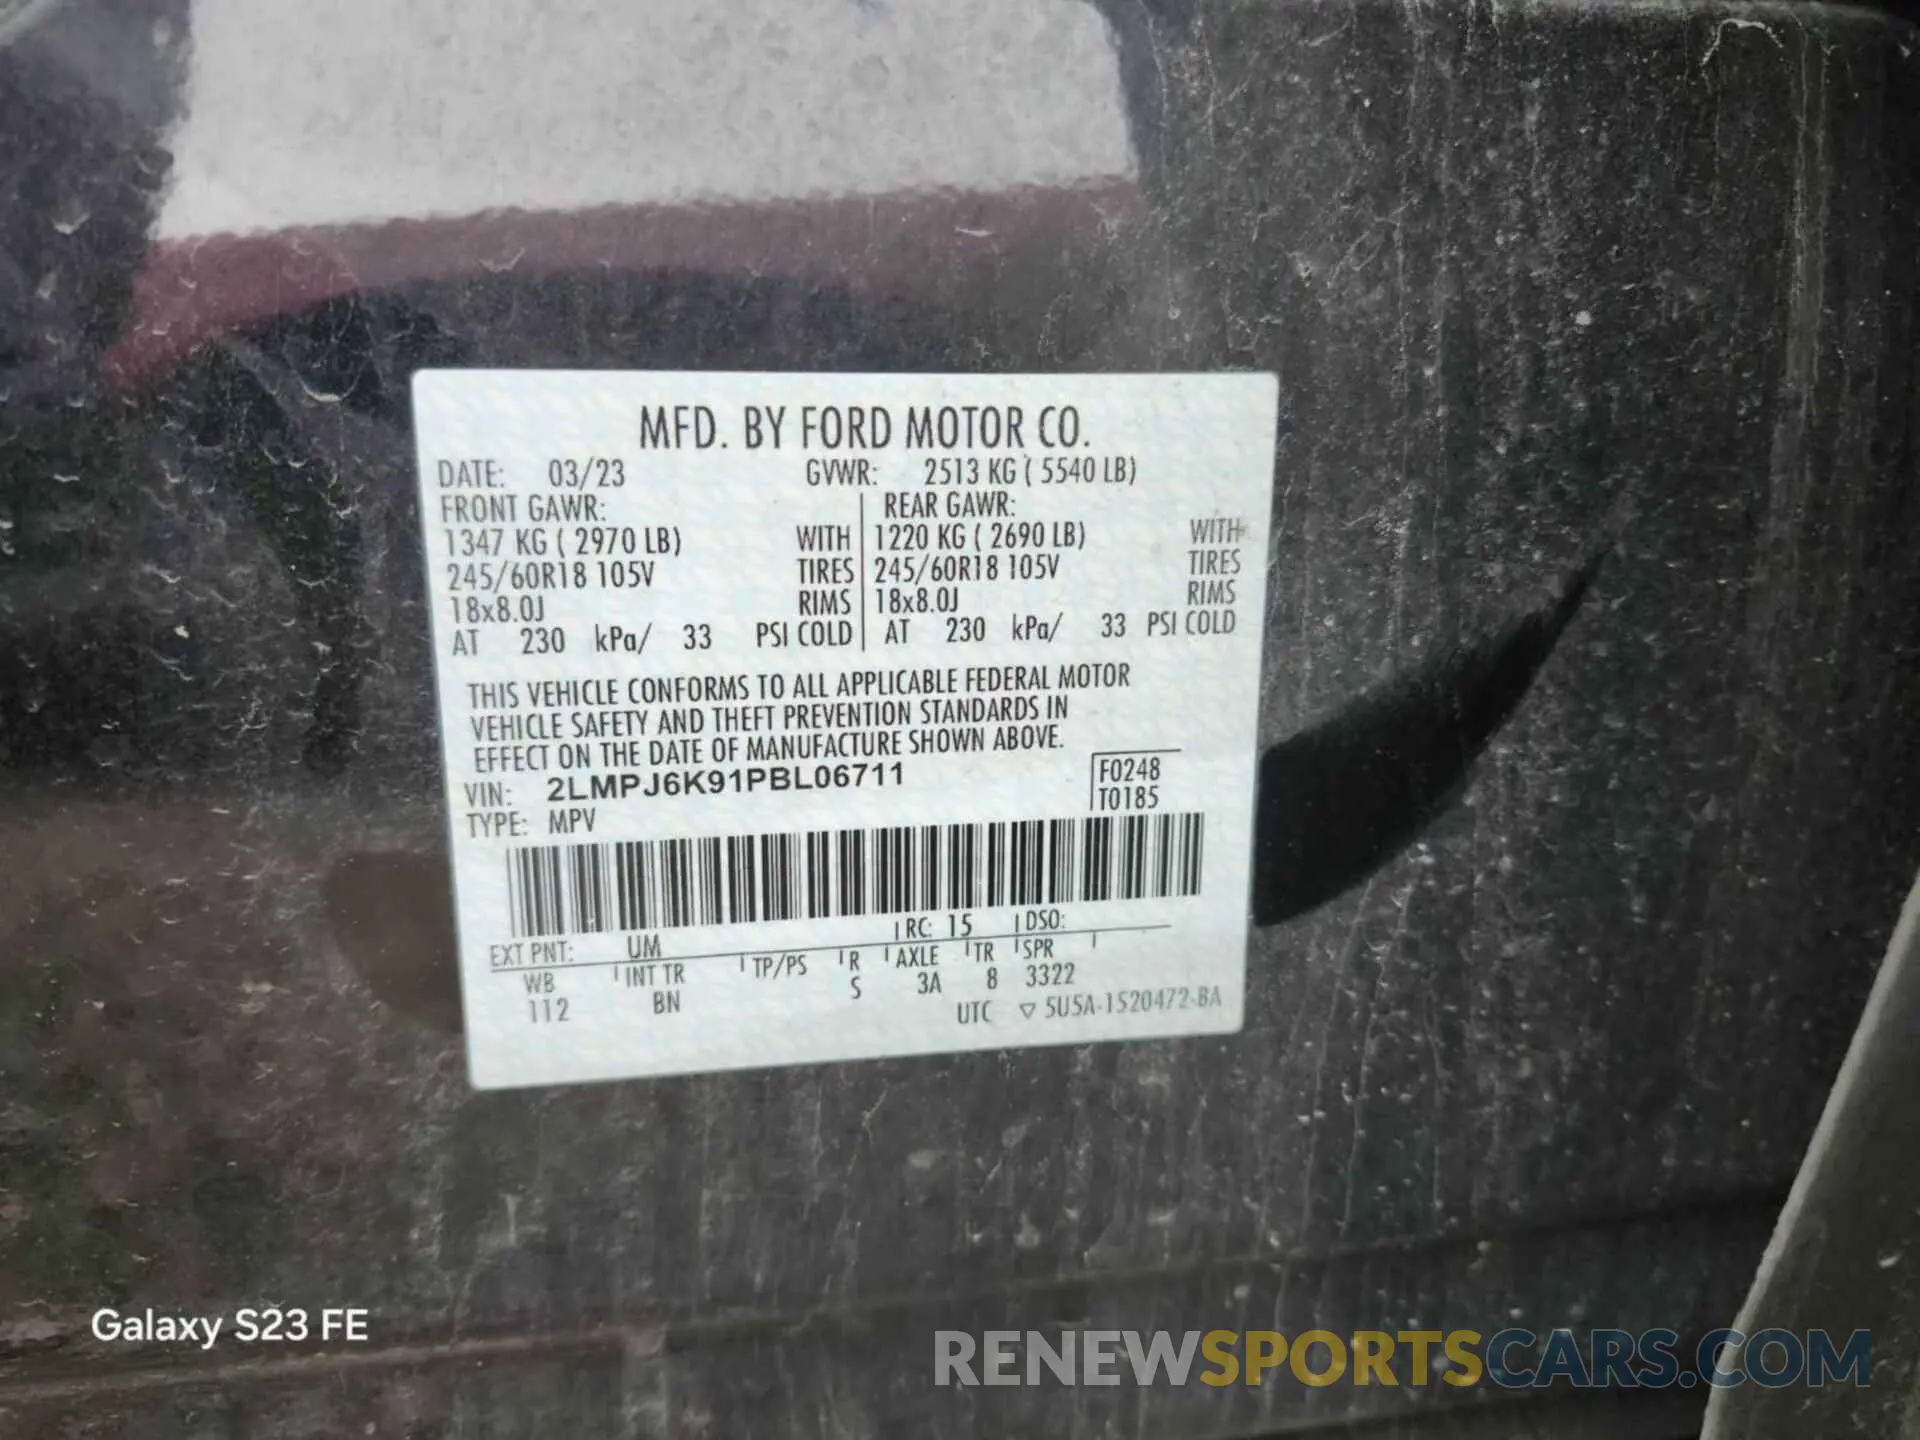 MFD. BY FORD MOTOR CO.
DATE: 03/23 GVWR: 2513 KG ( 5540 LB)
FRONT GAWR: REAR GAWR:
1347 KG ( 2970 LB) WITH 1220 KG ( 2690 LB) WITH
245/60R18 105V TIRES 245/60R18 105V TIRES
18x8.0J RIMS 18x8.0J RIMS
AT 230 kPa/ 33 PSI COLD AT 230 kPa/ 33 PSI COLD
THIS VEHICLE CONFORMS TO ALL APPLICABLE FEDERAL MOTOR
VEHICLE SAFETY AND THEFT PREVENTION STANDARDS IN
EFFECT ON THE DATE OF MANUFACTURE SHOWN ABOVE.
VIN: 2LMPJ6K91PBL06711 F0248
TYPE: MPV T0185
EXT PNT: UM RC: 15 DSO:
WB INT TR TP/PS R AXLE TR SPR
112 BN S 3A 8 3322
UTC ▽ 5U5A-1520472-BA
Galaxy S23 FE
RENEWSPORTSCARS.COM